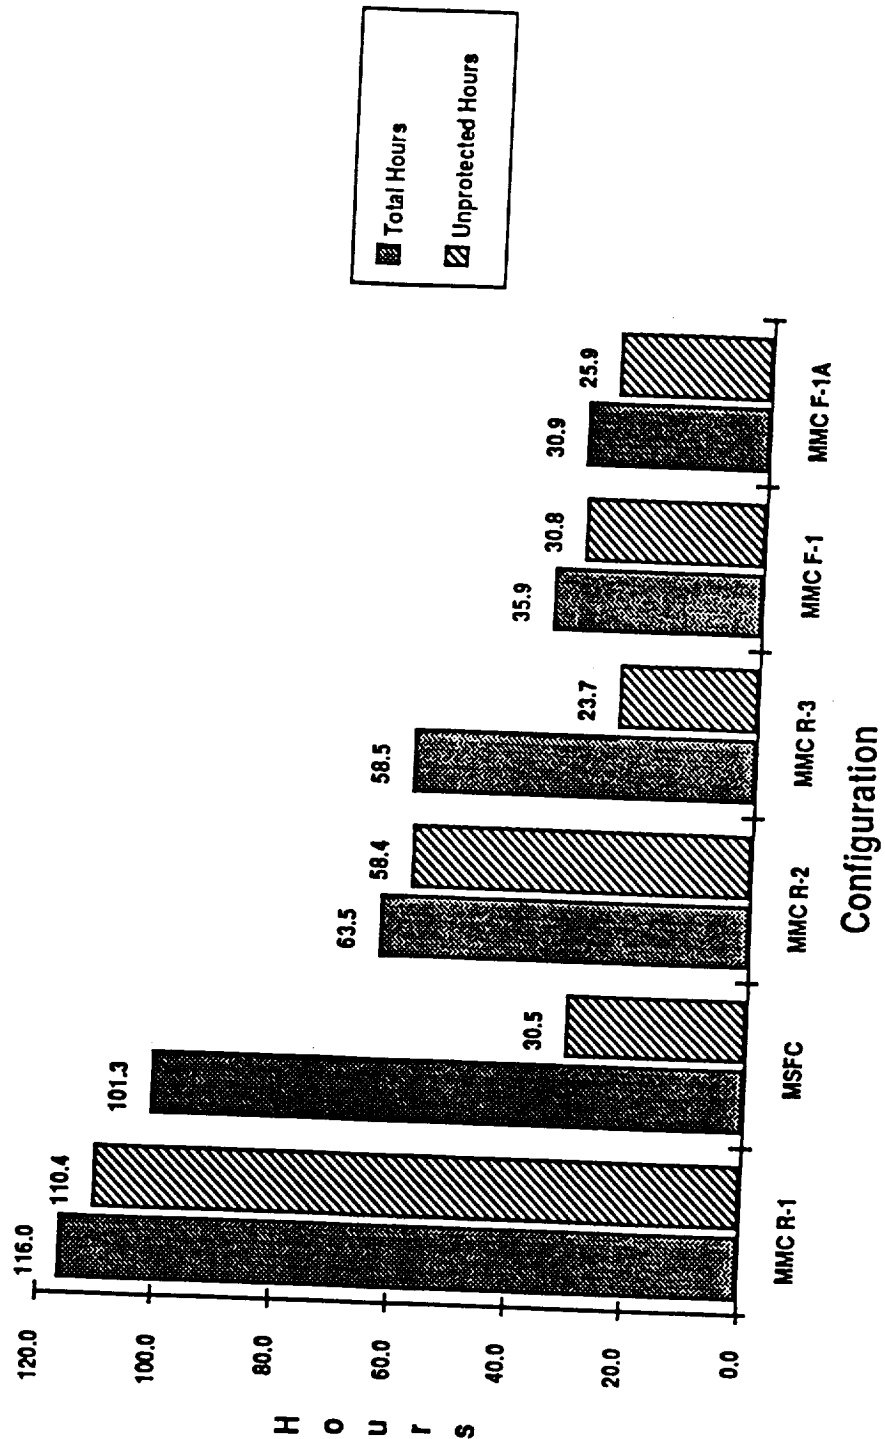 Total Hours
Unprotected Hours
H o u r s
120.0
100.0
80.0
60.0
40.0
20.0
0.0
116.0
110.4
101.3
30.5
63.5
58.4
58.5
23.7
35.9
30.8
30.9
25.9
MMC R-1
MSFC
MMC R-2
MMC R-3
MMC F-1
MMC F-1A
Configuration